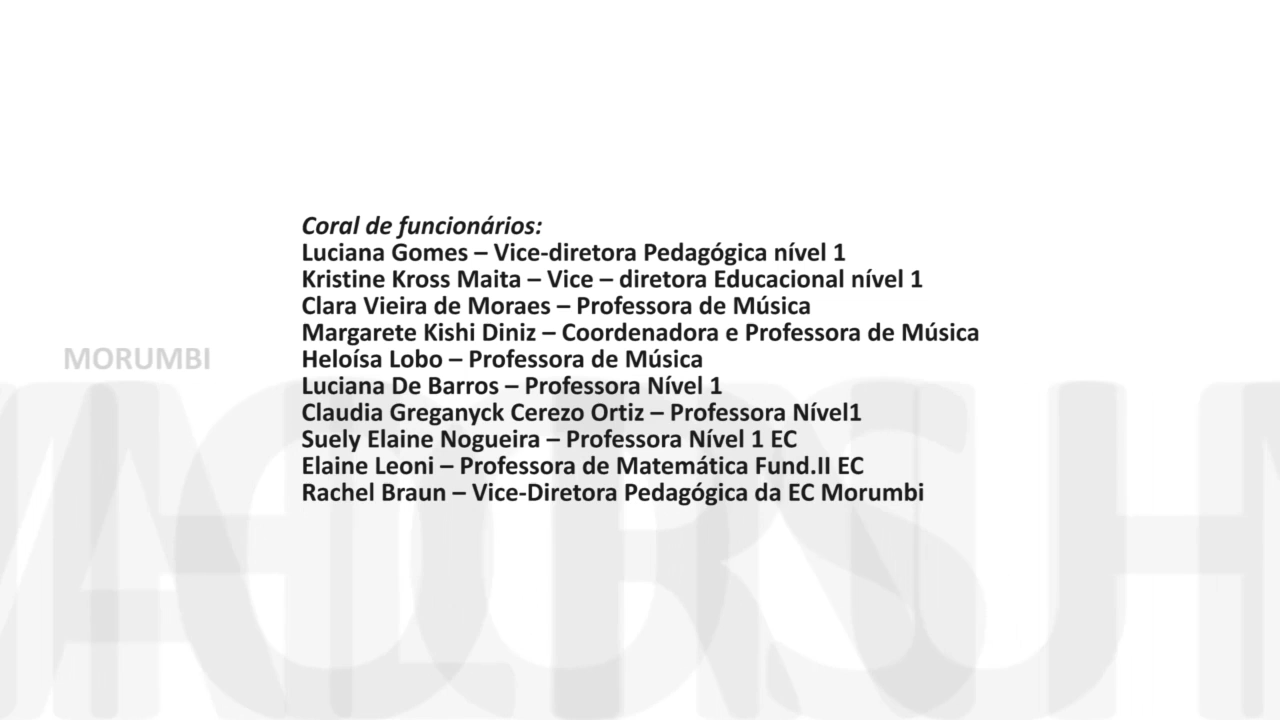 Coral de funcionários:
Luciana Gomes – Vice-diretora Pedagógica nível 1
Kristine Kross Maita – Vice – diretora Educacional nível 1
Clara Vieira de Moraes – Professora de Música
Margarete Kishi Diniz – Coordenadora e Professora de Música
Heloísa Lobo – Professora de Música
MORUMBI
Luciana De Barros – Professora Nível 1
Claudia Greganyck Cerezo Ortiz – Professora Nível1
Suely Elaine Nogueira – Professora Nível 1 EC
Elaine Leoni – Professora de Matemática Fund.II EC
Rachel Braun – Vice-Diretora Pedagógica da EC Morumbi